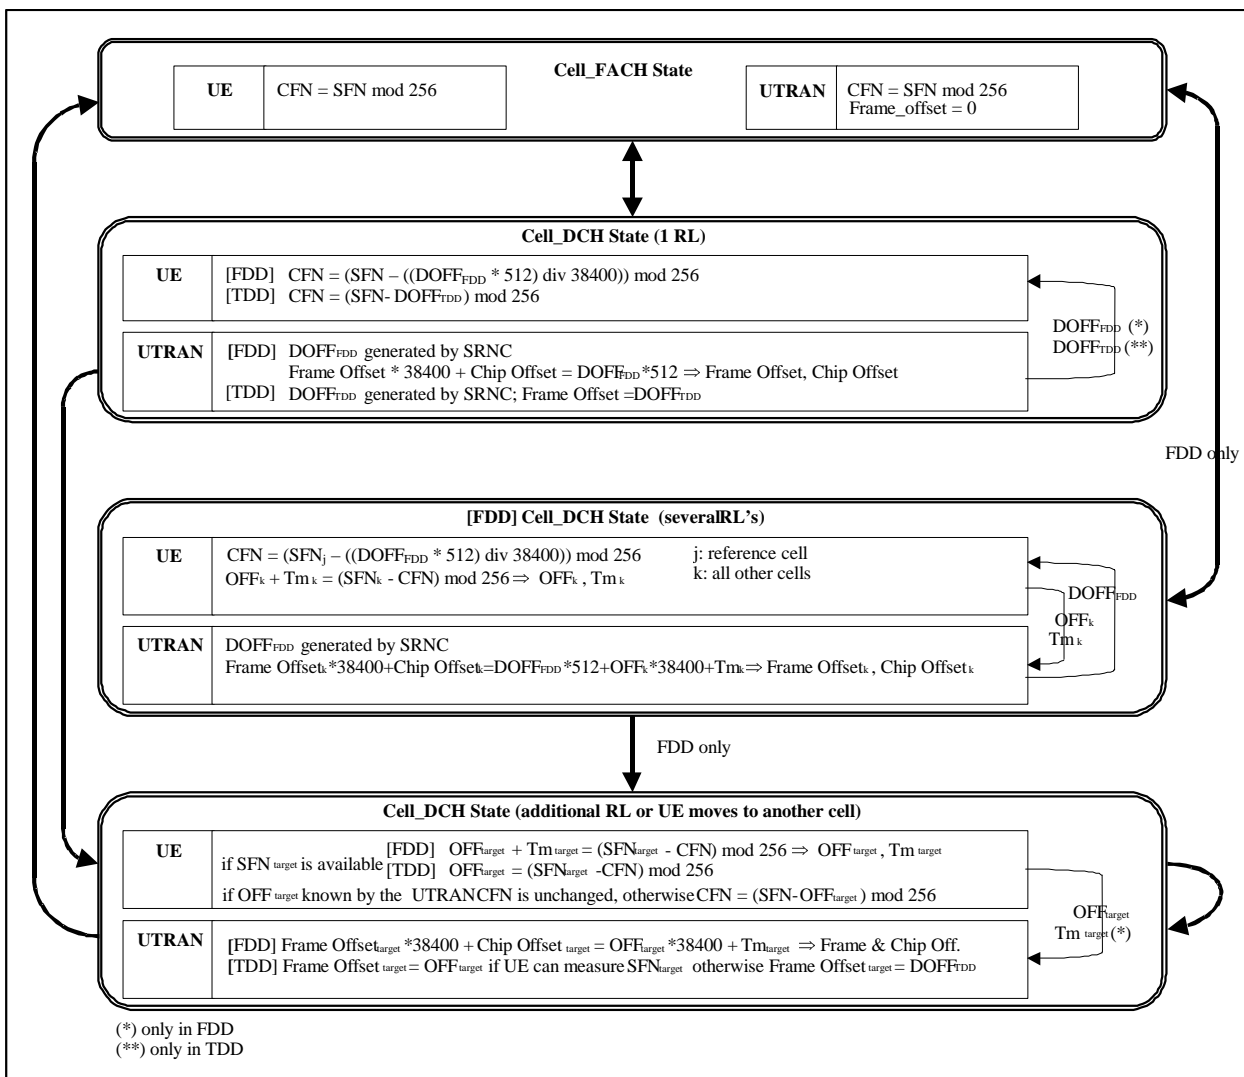 Cell_FACH State
UE CFN = SFN mod 256
UTRAN CFN = SFN mod 256
Frame_offset = 0
Cell_DCH State (1 RL)
UE [FDD] CFN = (SFN – ((DOFFFDD * 512) div 38400)) mod 256
[TDD] CFN = (SFN- DOFFTDD) mod 256
DOFFFDD (*)
DOFFTDD (**)
UTRAN [FDD] DOFFFDD generated by SRNC
Frame Offset * 38400 + Chip Offset = DOFFFDD *512 ⇒ Frame Offset, Chip Offset
[TDD] DOFFTDD generated by SRNC; Frame Offset =DOFFTDD
FDD only
[FDD] Cell_DCH State (several RL's)
UE CFN = (SFNj – ((DOFFFDD * 512) div 38400)) mod 256 j: reference cell
OFFk + Tmk = (SFNk - CFN) mod 256 ⇒ OFFk , Tmk k: all other cells
DOFFFDD
OFFk
Tmk
UTRAN DOFFFDD generated by SRNC
Frame Offsetk*38400+Chip Offsetk=DOFFFDD*512+OFFk*38400+Tmk ⇒ Frame Offsetk, Chip Offsetk
FDD only
Cell_DCH State (additional RL or UE moves to another cell)
UE if SFN target is available [FDD] OFFtarget + Tm target = (SFNtarget - CFN) mod 256 ⇒ OFF target , Tm target
[TDD] OFFtarget = (SFNtarget -CFN) mod 256
if OFF target known by the UTRAN CFN is unchanged, otherwise CFN = (SFN-OFFtarget ) mod 256
OFFtarget
Tm target (*)
UTRAN [FDD] Frame Offsettarget *38400 + Chip Offset target = OFFtarget *38400 + Tmtarget ⇒ Frame & Chip Off.
[TDD] Frame Offset target = OFF target if UE can measure SFNtarget otherwise Frame Offset target = DOFFTDD
(*) only in FDD
(**) only in TDD